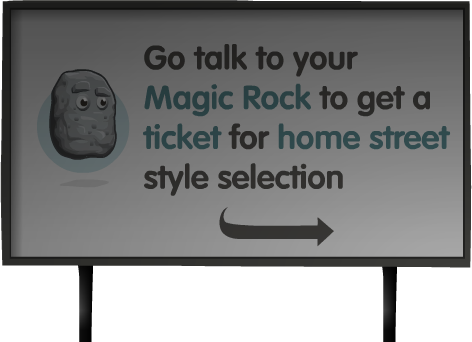 Go talk to your
Magic Rock to get a
ticket for home street
style selection